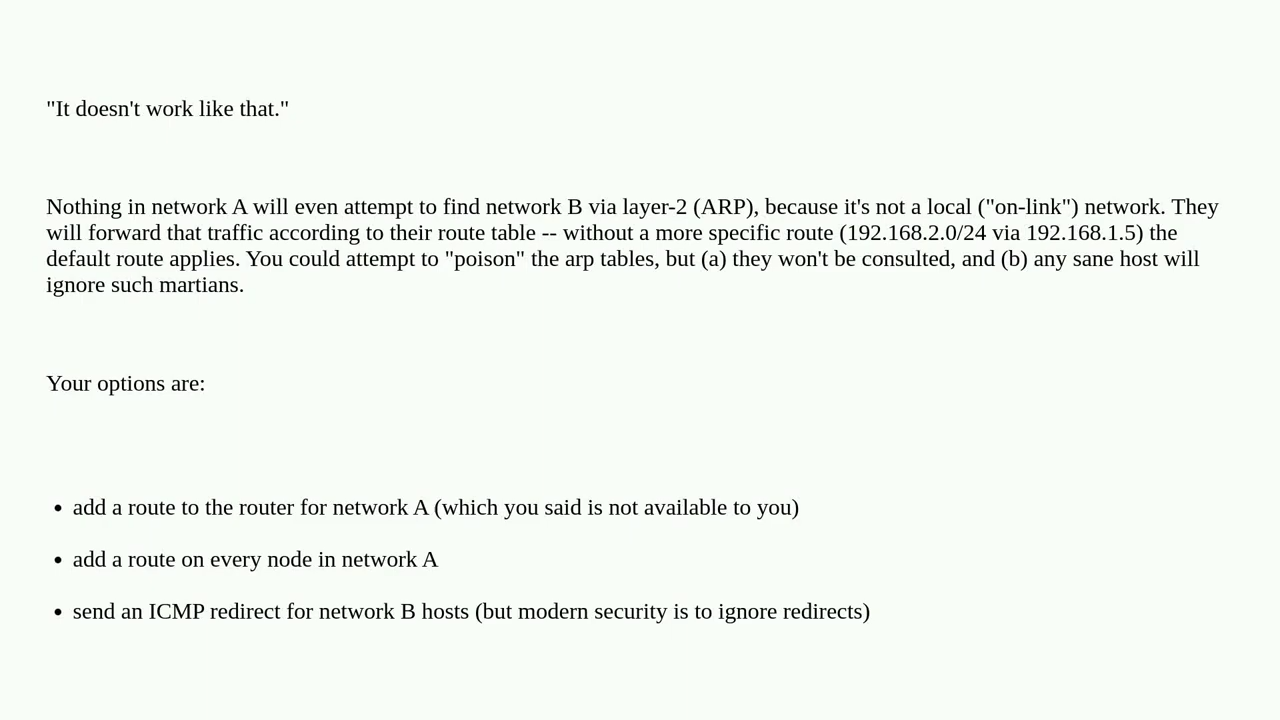 "It doesn't work like that."
Nothing in network A will even attempt to find network B via layer-2 (ARP), because it's not a local ("on-link") network. They
will forward that traffic according to their route table -- without a more specific route (192.168.2.0/24 via 192.168.1.5) the
default route applies. You could attempt to "poison" the arp tables, but (a) they won't be consulted, and (b) any sane host will
ignore such martians.
Your options are:
• add a route to the router for network A (which you said is not available to you)
• add a route on every node in network A
• send an ICMP redirect for network B hosts (but modern security is to ignore redirects)